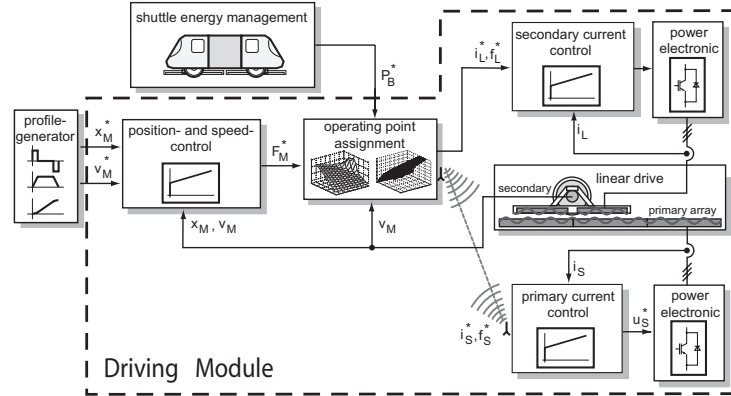 shuttle energy management
P_B^*
i_L^*, f_L^*
secondary current
control
power
electronic
i_L
profile-
generator
x_M^*
v_M^*
position- and speed-
control
F_M^*
operating point
assignment
x_M, v_M
v_M
linear drive
secondary
primary array
i_S
i_S^*, f_S^*
primary current
control
u_S^*
power
electronic
Driving Module